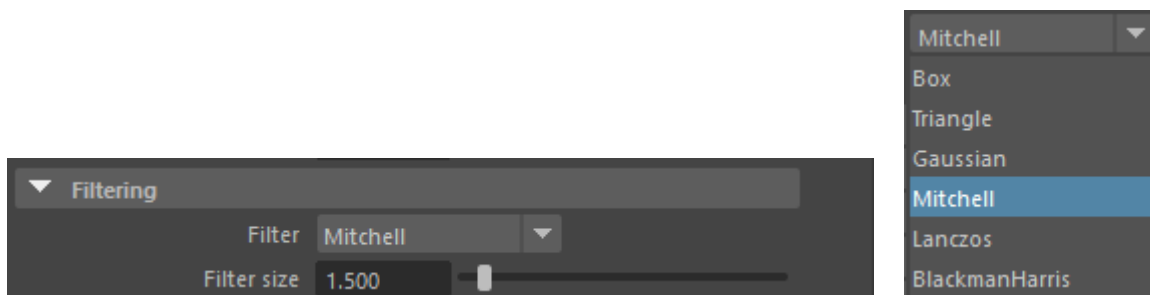 Filtering
Filter Mitchell
Filter size 1.500
Mitchell
Box
Triangle
Gaussian
Mitchell
Lanczos
BlackmanHarris